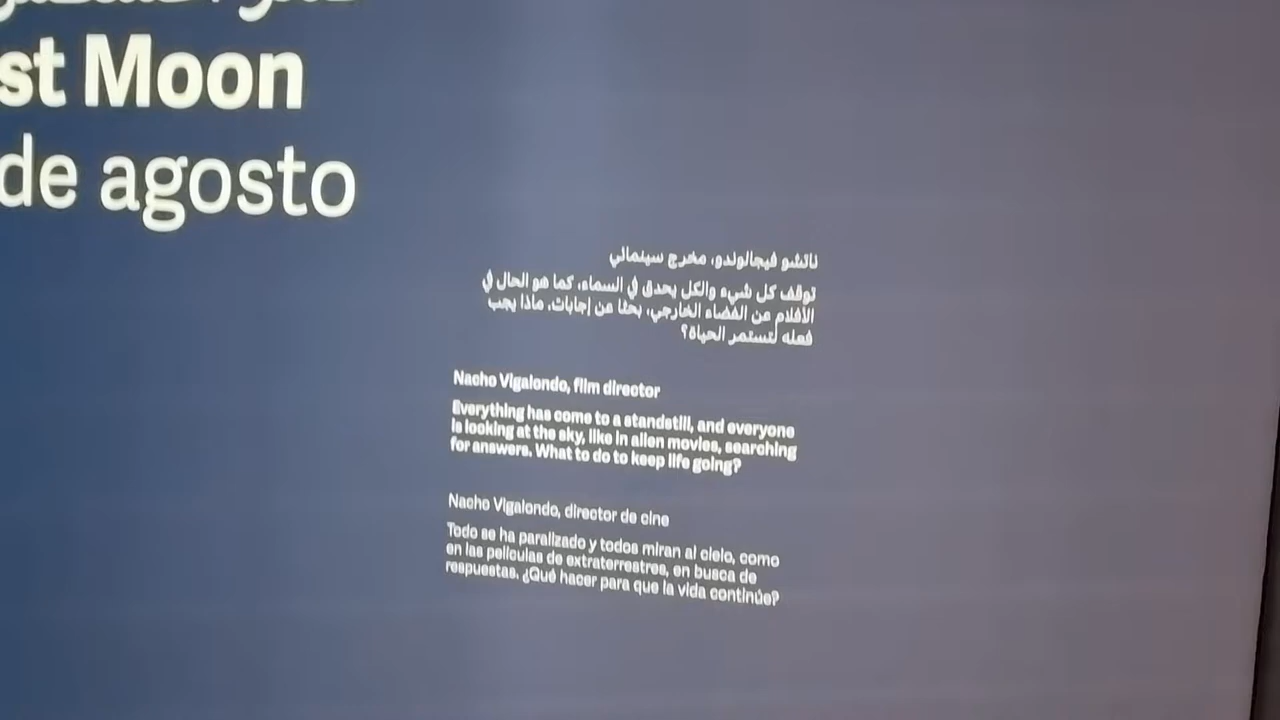 st Moon
de agosto
ناتشو فيجالوندو، مخرج سينمائي
توقف كل شيء والكل يحدق في السماء، كما هو الحال في
الأفلام عن الفضاء الخارجي، بحثا عن إجابات. ماذا يجب
فعله لتستمر الحياة؟
Nacho Vigalondo, film director
Everything has come to a standstill, and everyone
is looking at the sky, like in alien movies, searching
for answers. What to do to keep life going?
Nacho Vigalondo, director de cine
Todo se ha paralizado y todos miran al cielo, como
en las películas de extraterrestres, en busca de
respuestas. ¿Qué hacer para que la vida continúe?